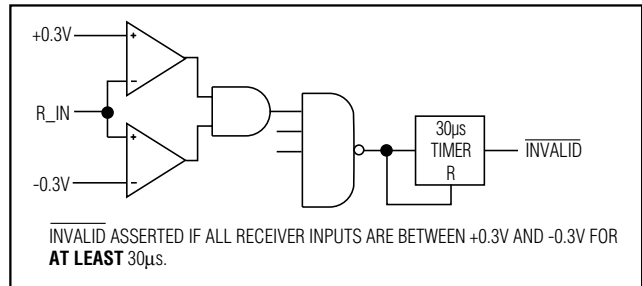 +0.3V
R_IN
-0.3V
30μs
TIMER
R
INVALID
INVALID ASSERTED IF ALL RECEIVER INPUTS ARE BETWEEN +0.3V AND -0.3V FOR
AT LEAST 30μs.